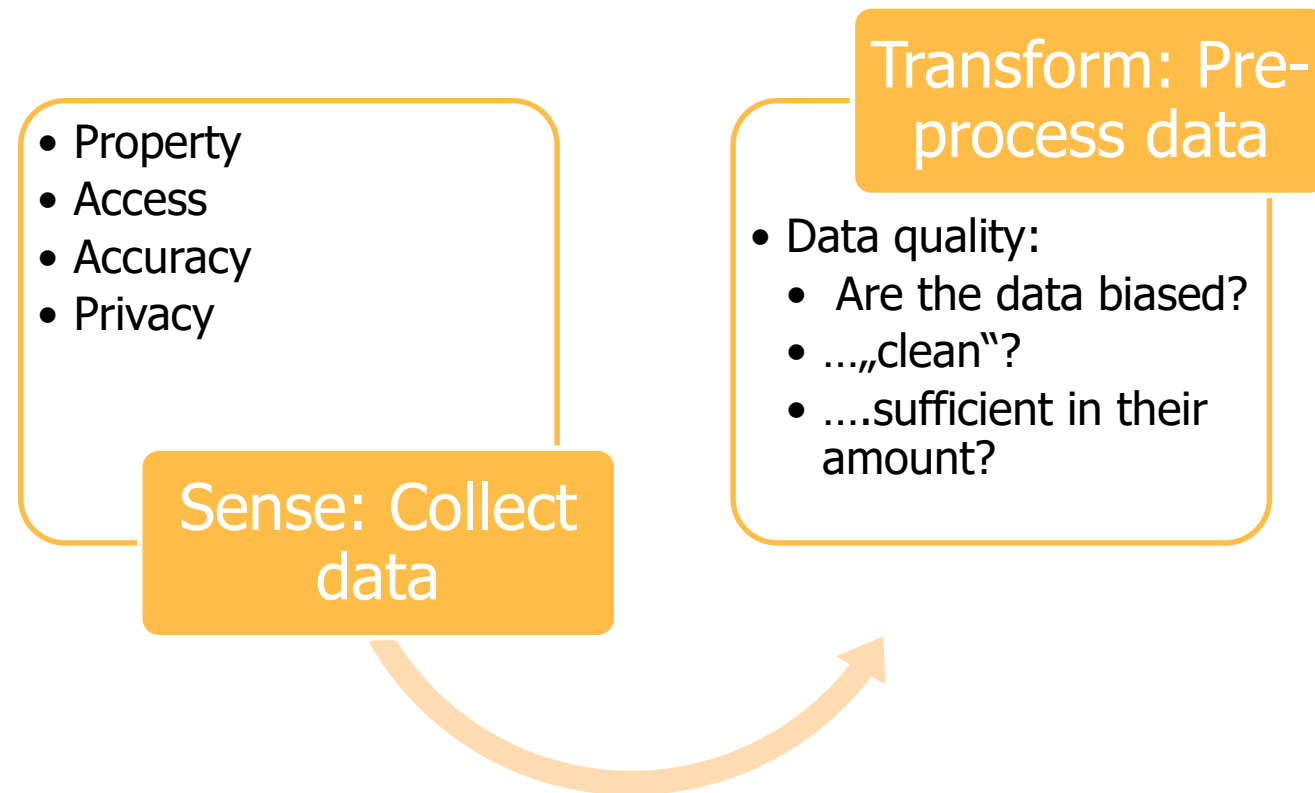 • Property
• Access
• Accuracy
• Privacy
Sense: Collect
data
Transform: Pre-
process data
• Data quality:
• Are the data biased?
• …„clean‟?
• ….sufficient in their
amount?